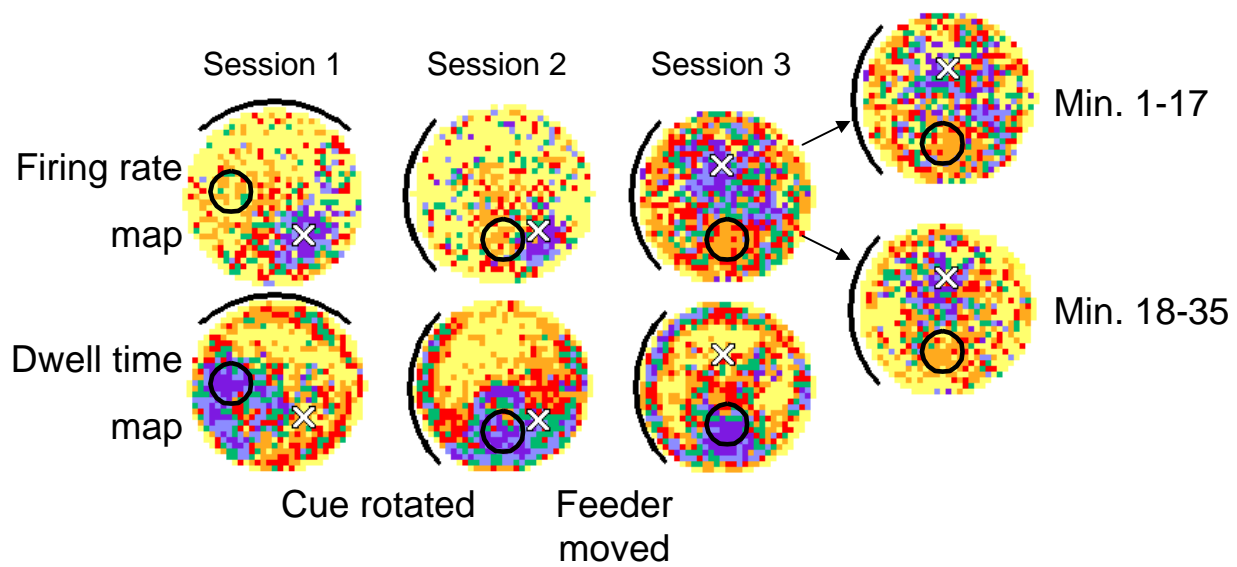 Session 1
Session 2
Session 3
Min. 1-17
Firing rate
map
Min. 18-35
Dwell time
map
Cue rotated
Feeder
moved